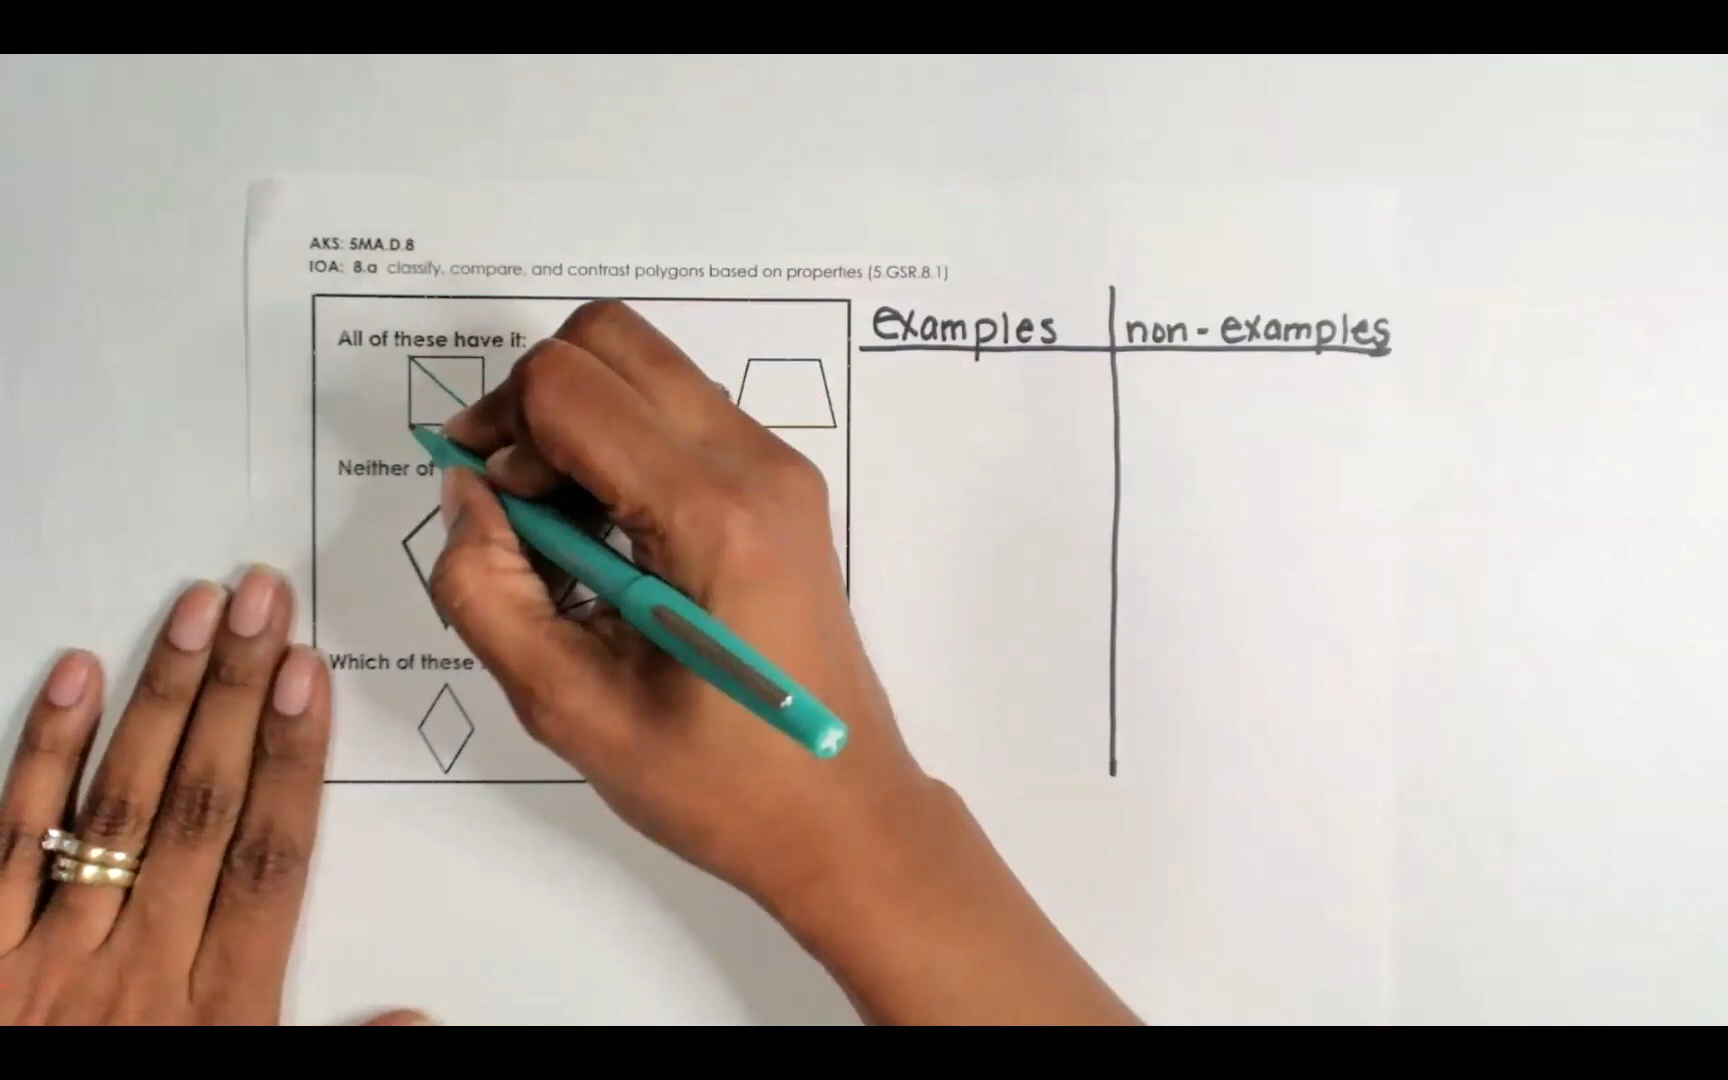 AKS: 5MA.D.8
IOA: 8.a classify, compare, and contrast polygons based on properties (5.GSR.8.1)
examples non-examples
All of these have it:
Neither of
Which of these